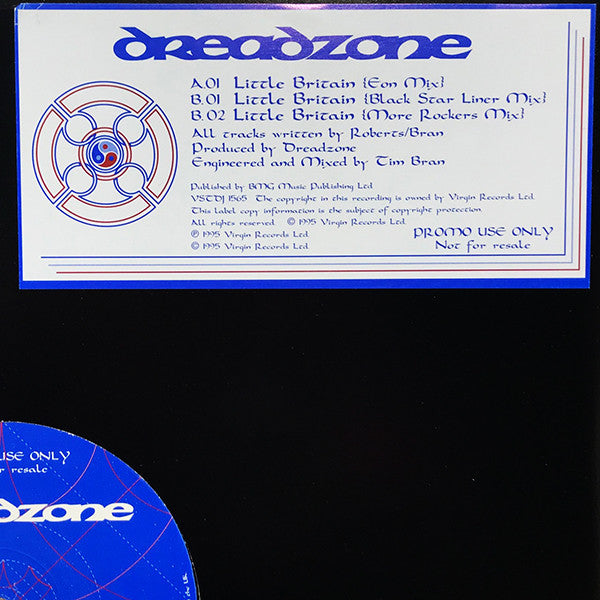 dreadzone
A.01 Little Britain {Eon Mix}
B.01 Little Britain {Black Star Liner Mix}
B.02 Little Britain {More Rockers Mix}
All tracks written by Roberts/Bran
Produced by Dreadzone
Engineered and Mixed by Tim Bran
Published by BMG Music Publishing Ltd
VSTDJ 1565 The copyright in this recording is owned by Virgin Records Ltd
This label copy information is the subject of copyright protection
All rights reserved © 1995 Virgin Records Ltd
℗ 1995 Virgin Records Ltd
© 1995 Virgin Records Ltd
PROMO USE ONLY
Not for resale
USE ONLY
r resale
dzone
the UK